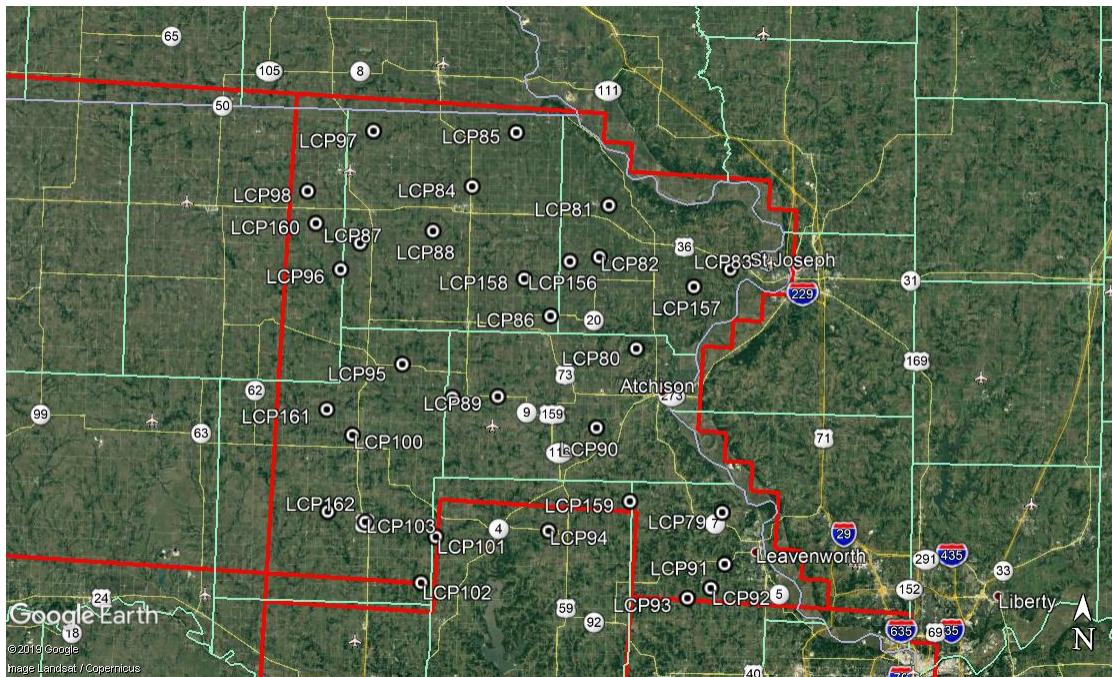 65
105
8
111
50
LCP97
LCP85
LCP98
LCP84
LCP81
LCP160
LCP87
LCP88
36
LCP82
LCP83
St Joseph
LCP96
LCP158
LCP156
31
LCP157
229
LCP86
20
LCP80
169
LCP95
73
62
Atchison
273
LCP89
99
LCP161
9
159
63
LCP100
LCP90
71
LCP162
LCP159
LCP103
4
LCP79
7
LCP101
LCP94
29
Leavenworth
291
435
LCP91
33
LCP102
152
24
59
LCP93
LCP92
5
Liberty
Google Earth
92
18
635
69
35
N
© 2019 Google
Image Landsat / Copernicus
40